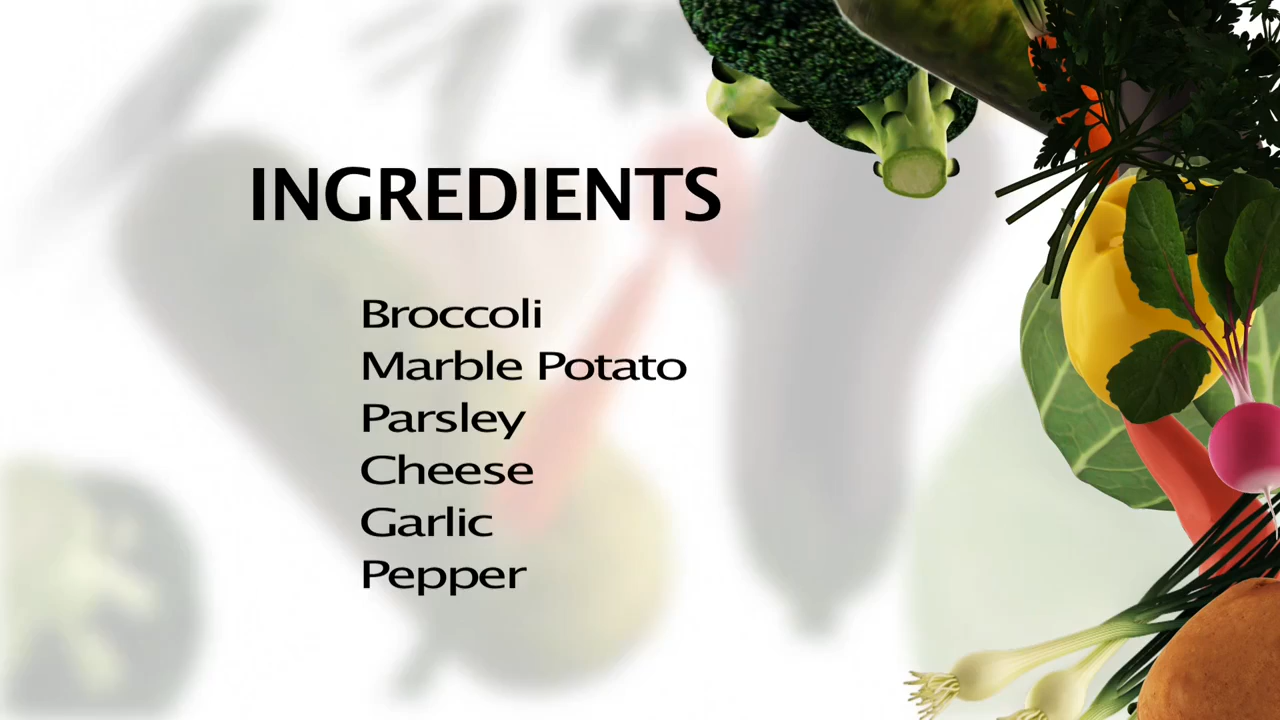 INGREDIENTS
Broccoli
Marble Potato
Parsley
Cheese
Garlic
Pepper